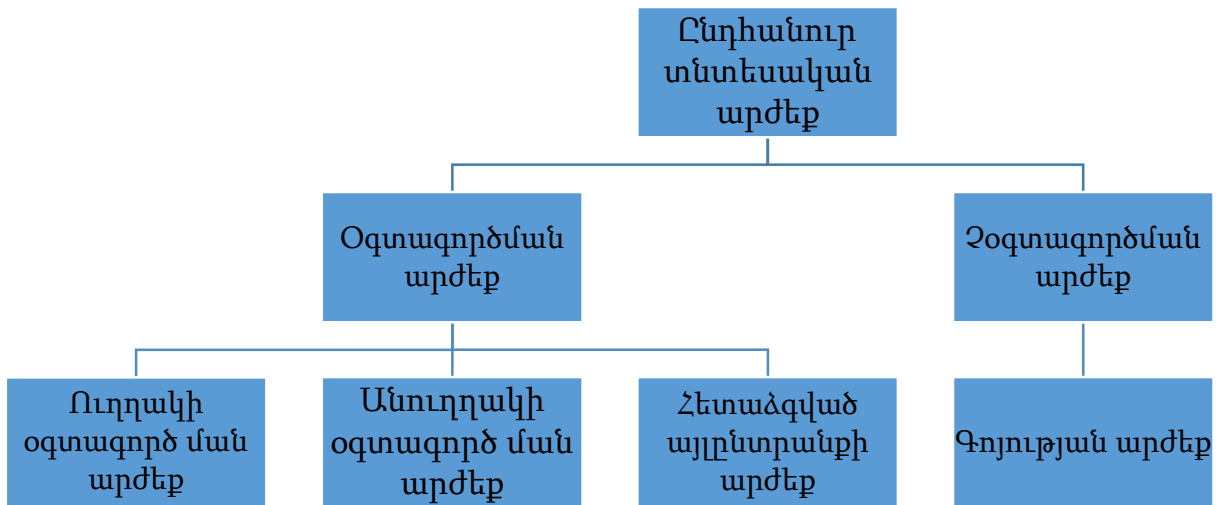 Ընդհանուր
տնտեսական
արժեք
Օգտագործման
արժեք
Չօգտագործման
արժեք
Ուղղակի
օգտագործ ման
արժեք
Անուղղակի
օգտագործ ման
արժեք
Հետաձգված
այլընտրանքի
արժեք
Գոյության արժեք